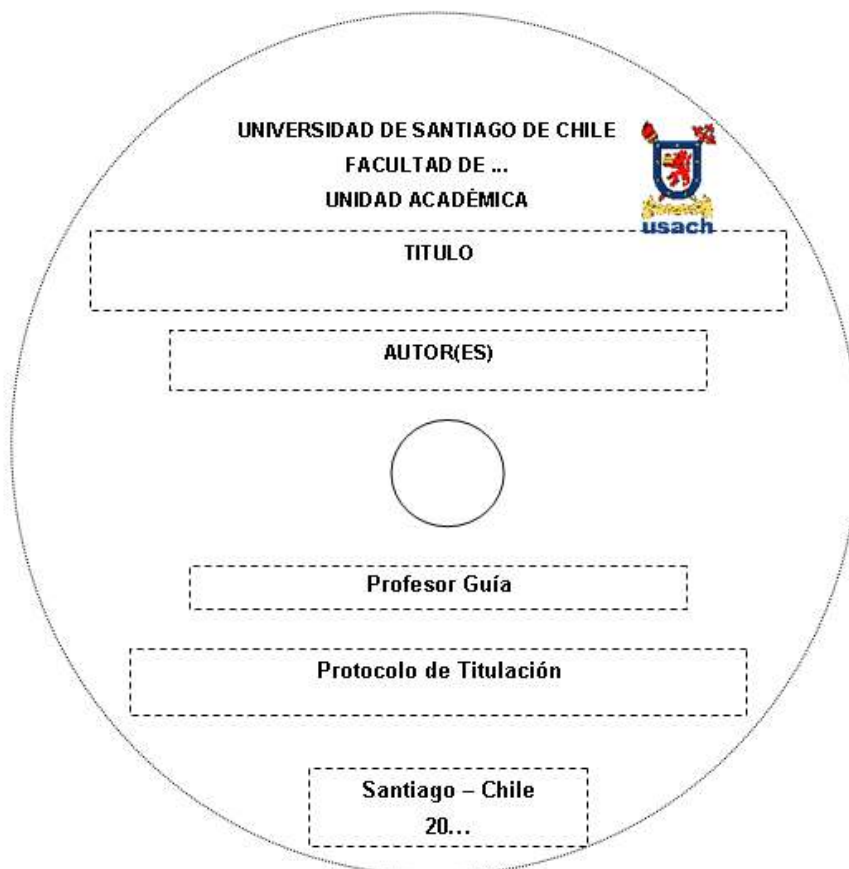 UNIVERSIDAD DE SANTIAGO DE CHILE
FACULTAD DE ...
UNIDAD ACADÉMICA
usach
TITULO
AUTOR(ES)
Profesor Guía
Protocolo de Titulación
Santiago – Chile
20...